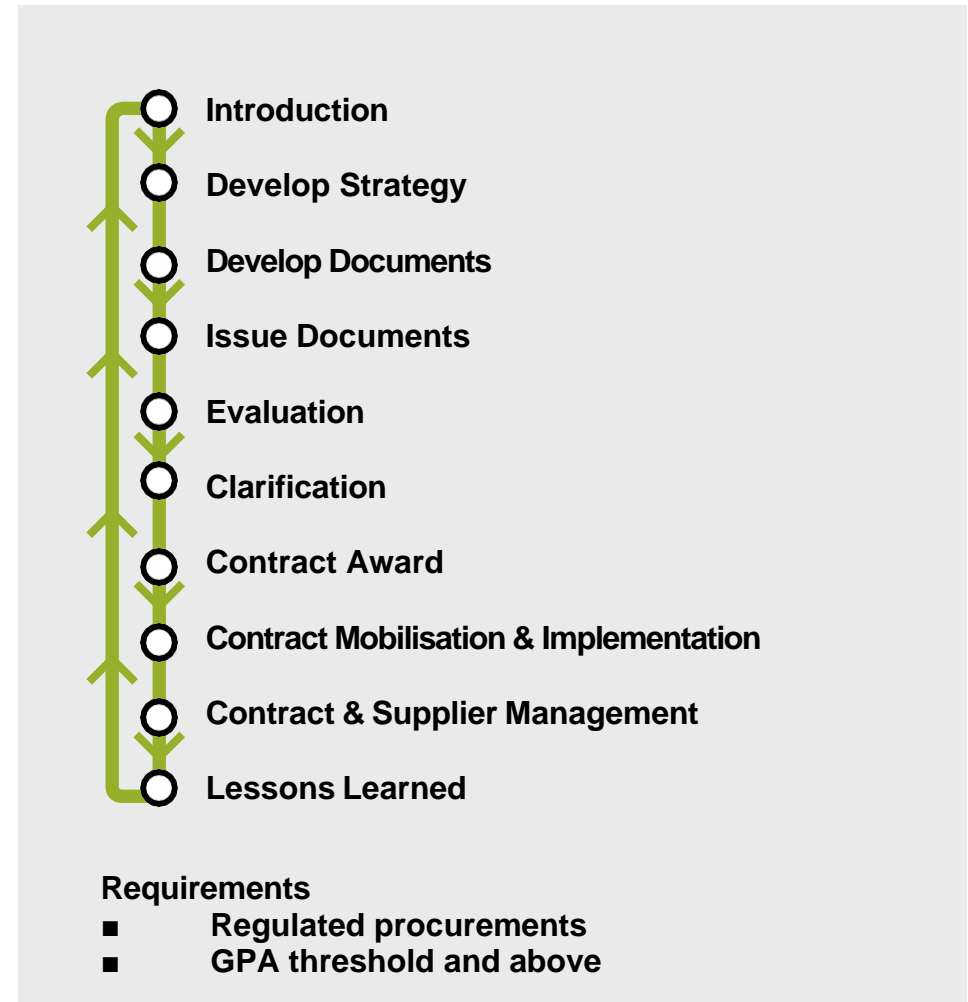 Introduction
Develop Strategy
Develop Documents
Issue Documents
Evaluation
Clarification
Contract Award
Contract Mobilisation & Implementation
Contract & Supplier Management
Lessons Learned
Requirements
■ Regulated procurements
■ GPA threshold and above